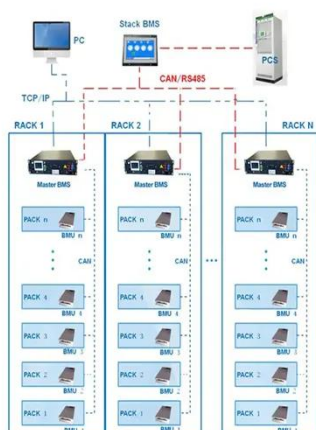 Stack BMS
PC
PCS
CAN/RS485
TCP/IP
RACK 1
RACK 2
RACK N
Master BMS
Master BMS
Master BMS
PACK n
PACK n
PACK n
BMU n
BMU n
BMU n
CAN
CAN
CAN
...
PACK 4
PACK 4
PACK 4
BMU 4
BMU 4
BMU 4
PACK 3
PACK 3
PACK 3
BMU 3
BMU 3
BMU 3
PACK 2
PACK 2
PACK 2
BMU 2
BMU 2
BMU 2
PACK 1
PACK 1
PACK 1